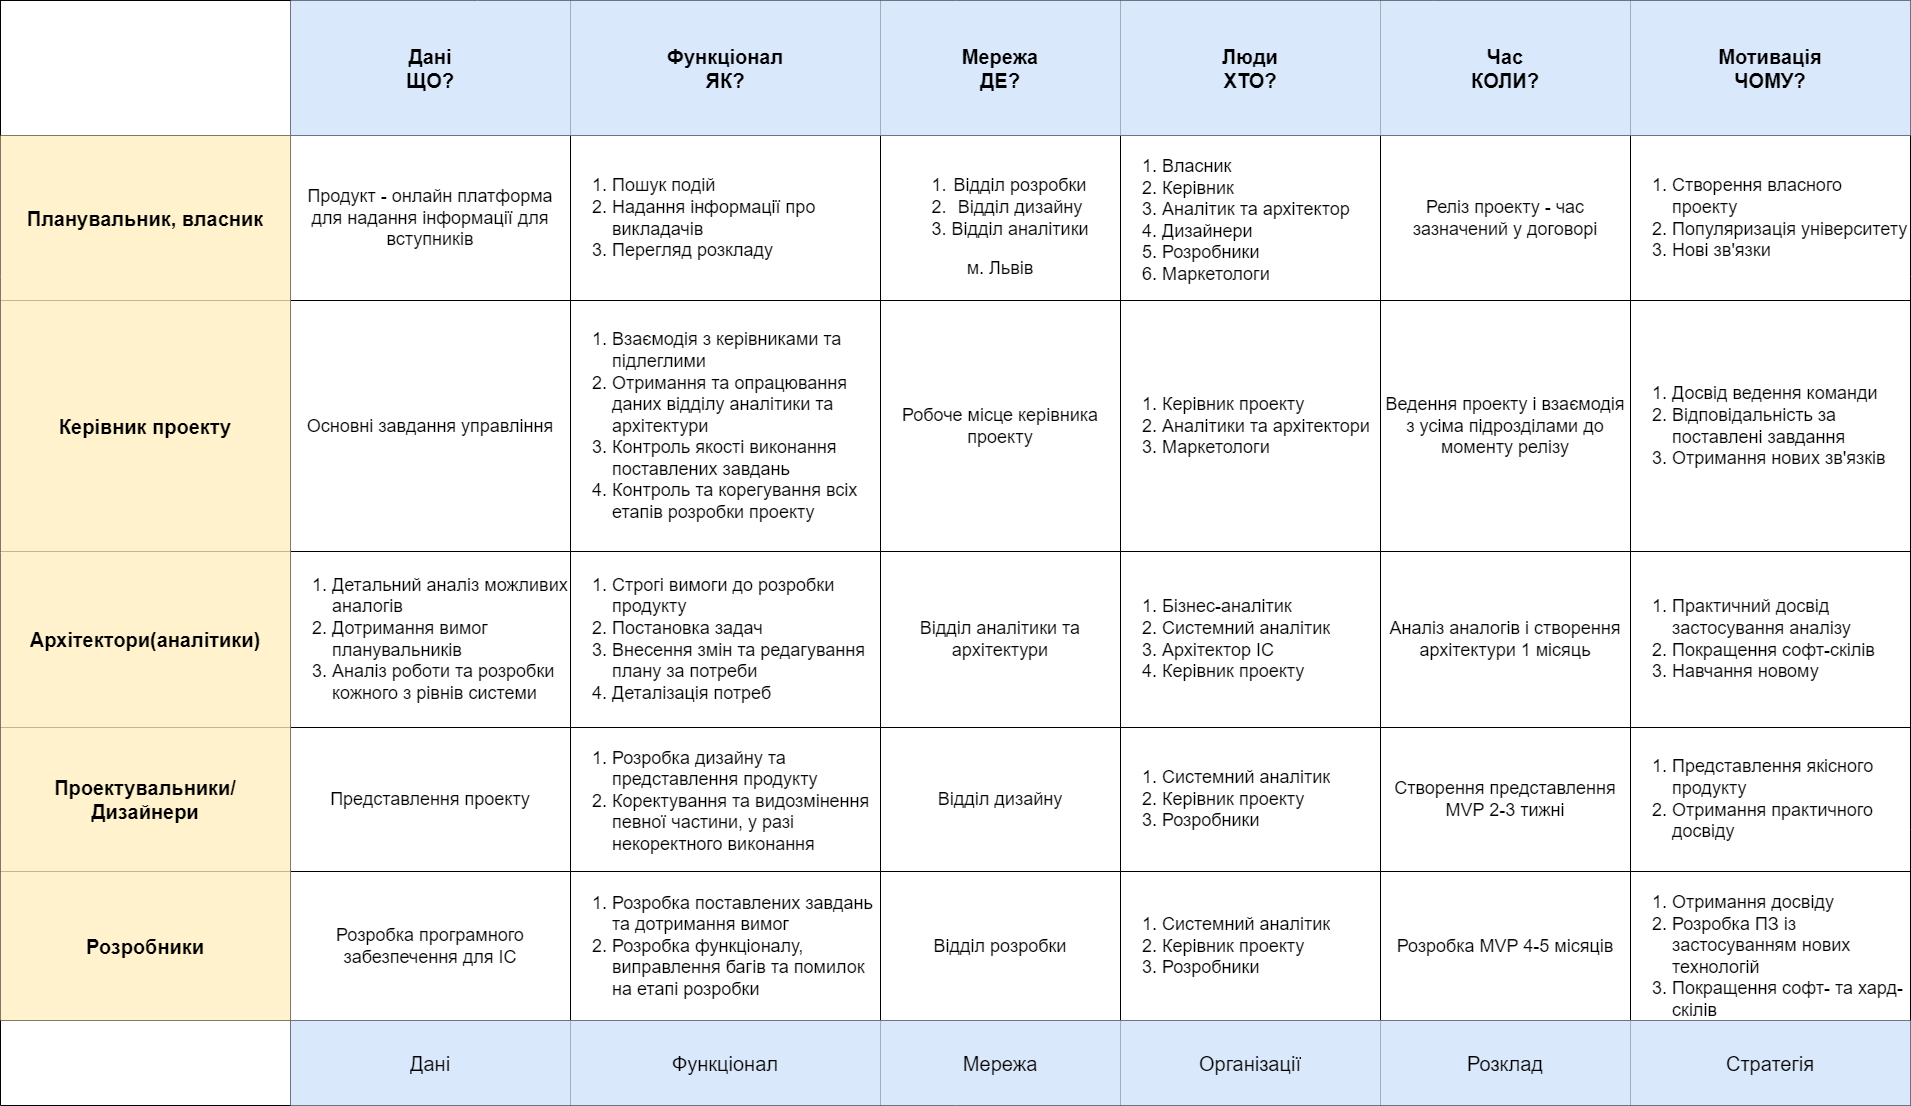 Дані
ЩО?
Функціонал
ЯК?
Мережа
ДЕ?
Люди
ХТО?
Час
КОЛИ?
Мотивація
ЧОМУ?
Планувальник, власник
Продукт - онлайн платформа
для надання інформації для
вступників
1. Пошук подій
2. Надання інформації про
викладачів
3. Перегляд розкладу
1. Відділ розробки
2. Відділ дизайну
3. Відділ аналітики
м. Львів
1. Власник
2. Керівник
3. Аналітик та архітектор
4. Дизайнери
5. Розробники
6. Маркетологи
Реліз проекту - час
зазначений у договорі
1. Створення власного
проекту
2. Популяризація університету
3. Нові зв'язки
Керівник проекту
Основні завдання управління
1. Взаємодія з керівниками та
підлеглими
2. Отримання та опрацювання
даних відділу аналітики та
архітектури
3. Контроль якості виконання
поставлених завдань
4. Контроль та корегування всіх
етапів розробки проекту
Робоче місце керівника
проекту
1. Керівник проекту
2. Аналітики та архітектори
3. Маркетологи
Ведення проекту і взаємодія
з усіма підрозділами до
моменту релізу
1. Досвід ведення команди
2. Відповідальність за
поставлені завдання
3. Отримання нових зв'язків
Архітектори(аналітики)
1. Детальний аналіз можливих
аналогів
2. Дотримання вимог
планувальників
3. Аналіз роботи та розробки
кожного з рівнів системи
1. Строгі вимоги до розробки
продукту
2. Постановка задач
3. Внесення змін та редагування
плану за потреби
4. Деталізація потреб
Відділ аналітики та
архітектури
1. Бізнес-аналітик
2. Системний аналітик
3. Архітектор ІС
4. Керівник проекту
Аналіз аналогів і створення
архітектури 1 місяць
1. Практичний досвід
застосування аналізу
2. Покращення софт-скілів
3. Навчання новому
Проектувальники/
Дизайнери
Представлення проекту
1. Розробка дизайну та
представлення продукту
2. Коректування та видозмінення
певної частини, у разі
некоректного виконання
Відділ дизайну
1. Системний аналітик
2. Керівник проекту
3. Розробники
Створення представлення
MVP 2-3 тижні
1. Представлення якісного
продукту
2. Отримання практичного
досвіду
Розробники
Розробка програмного
забезпечення для ІС
1. Розробка поставлених завдань
та дотримання вимог
2. Розробка функціоналу,
виправлення багів та помилок
на етапі розробки
Відділ розробки
1. Системний аналітик
2. Керівник проекту
3. Розробники
Розробка MVP 4-5 місяців
1. Отримання досвіду
2. Розробка ПЗ із
застосуванням нових
технологій
3. Покращення софт- та хард-
скілів
Дані
Функціонал
Мережа
Організації
Розклад
Стратегія